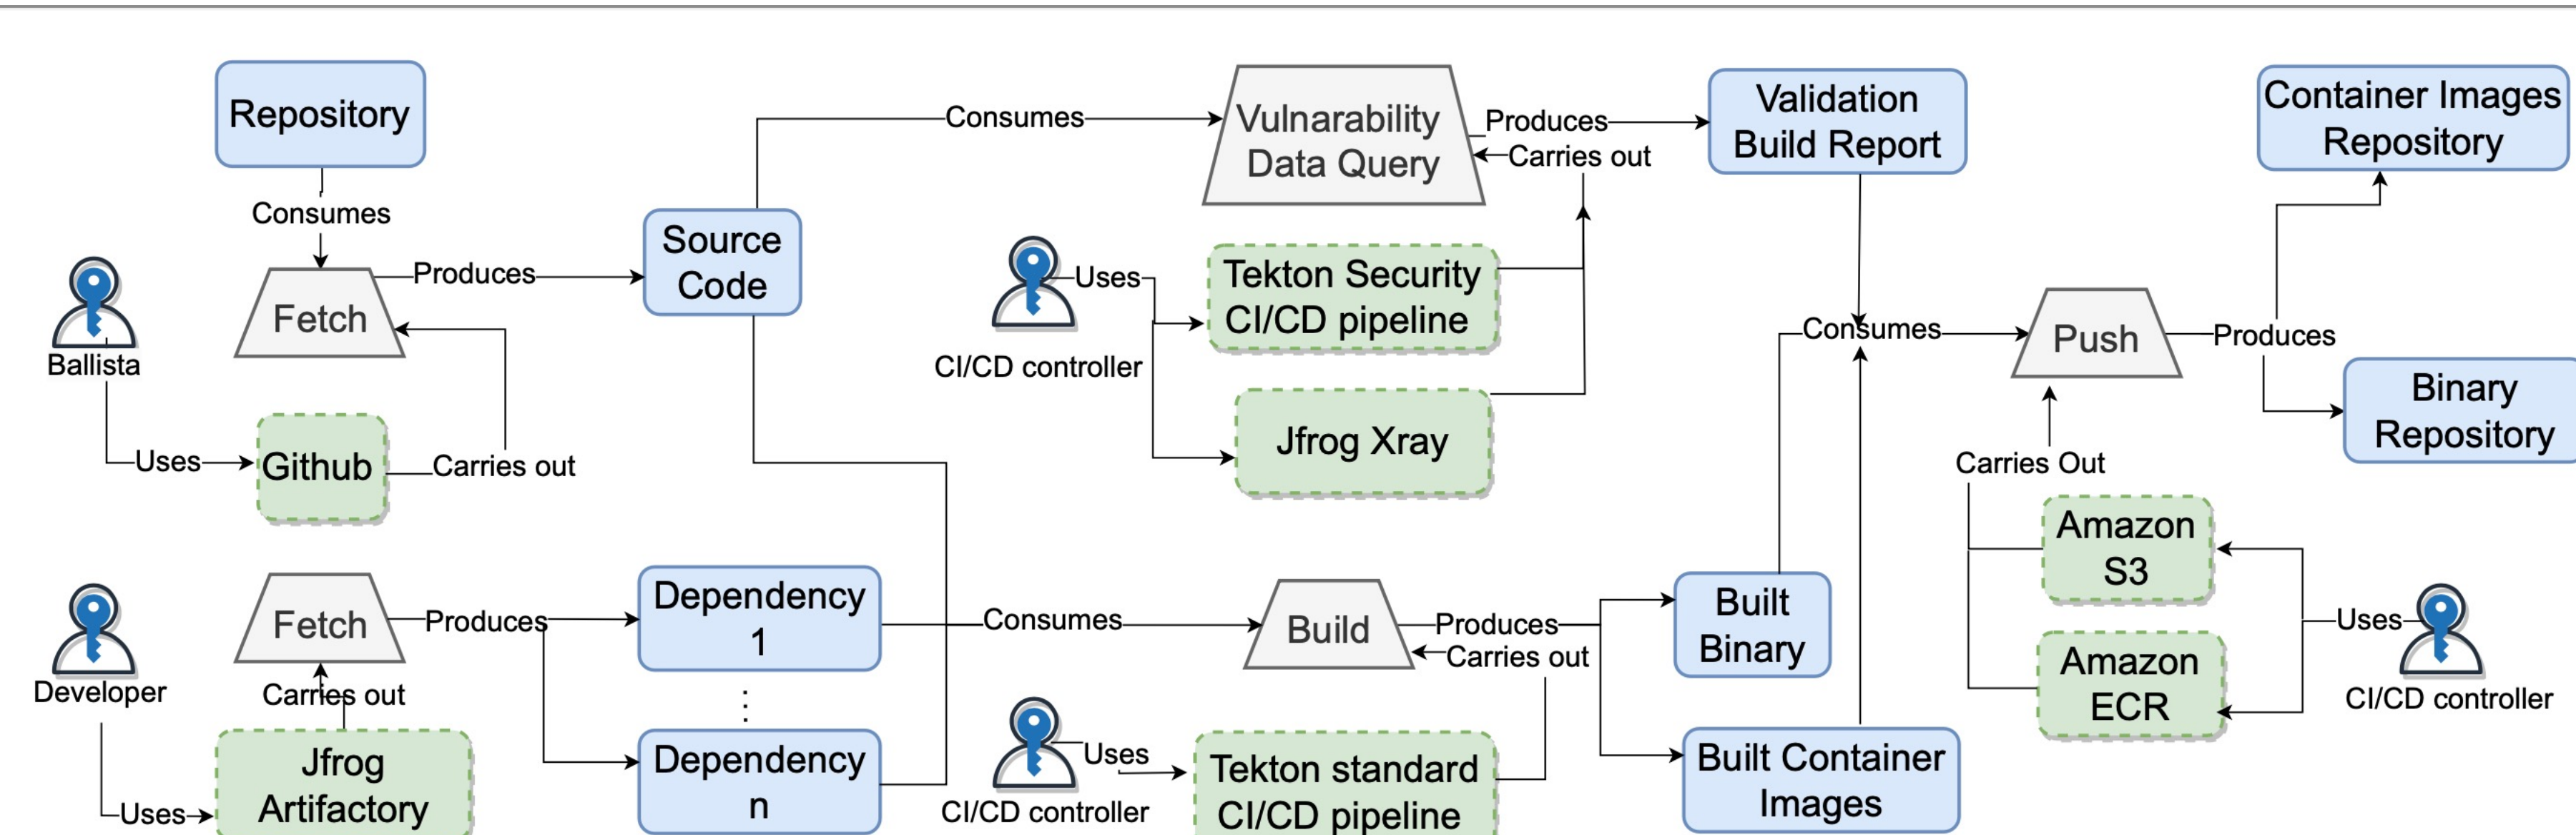 Repository
Consumes
Fetch
Produces
Ballista
Uses
Github
Carries out
Source
Code
Consumes
Vulnarability
Data Query
Produces
Carries out
Validation
Build Report
CI/CD controller
Uses
Tekton Security
CI/CD pipeline
Jfrog Xray
Developer
Uses
Jfrog
Artifactory
Carries out
Fetch
Produces
Dependency
1
⋮
Dependency
n
Consumes
Build
Produces
Carries out
CI/CD controller
Uses
Tekton standard
CI/CD pipeline
Built
Binary
Built Container
Images
Consumes
Push
Produces
Container Images
Repository
Binary
Repository
Carries Out
Amazon
S3
Amazon
ECR
Uses
CI/CD controller